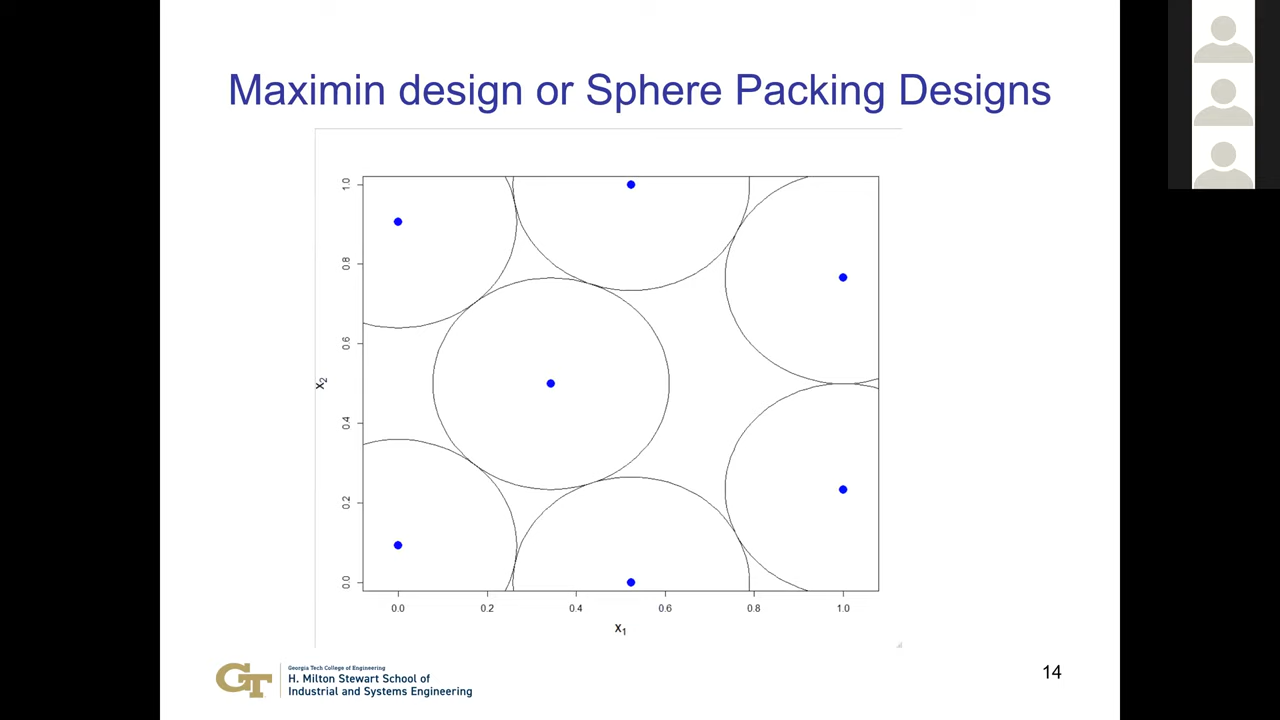 Maximin design or Sphere Packing Designs
1.0
0.8
0.6
x2
0.4
0.2
0.0
0.0 0.2 0.4 0.6 0.8 1.0
x1
GT
Georgia Tech College of Engineering
H. Milton Stewart School of
Industrial and Systems Engineering
14